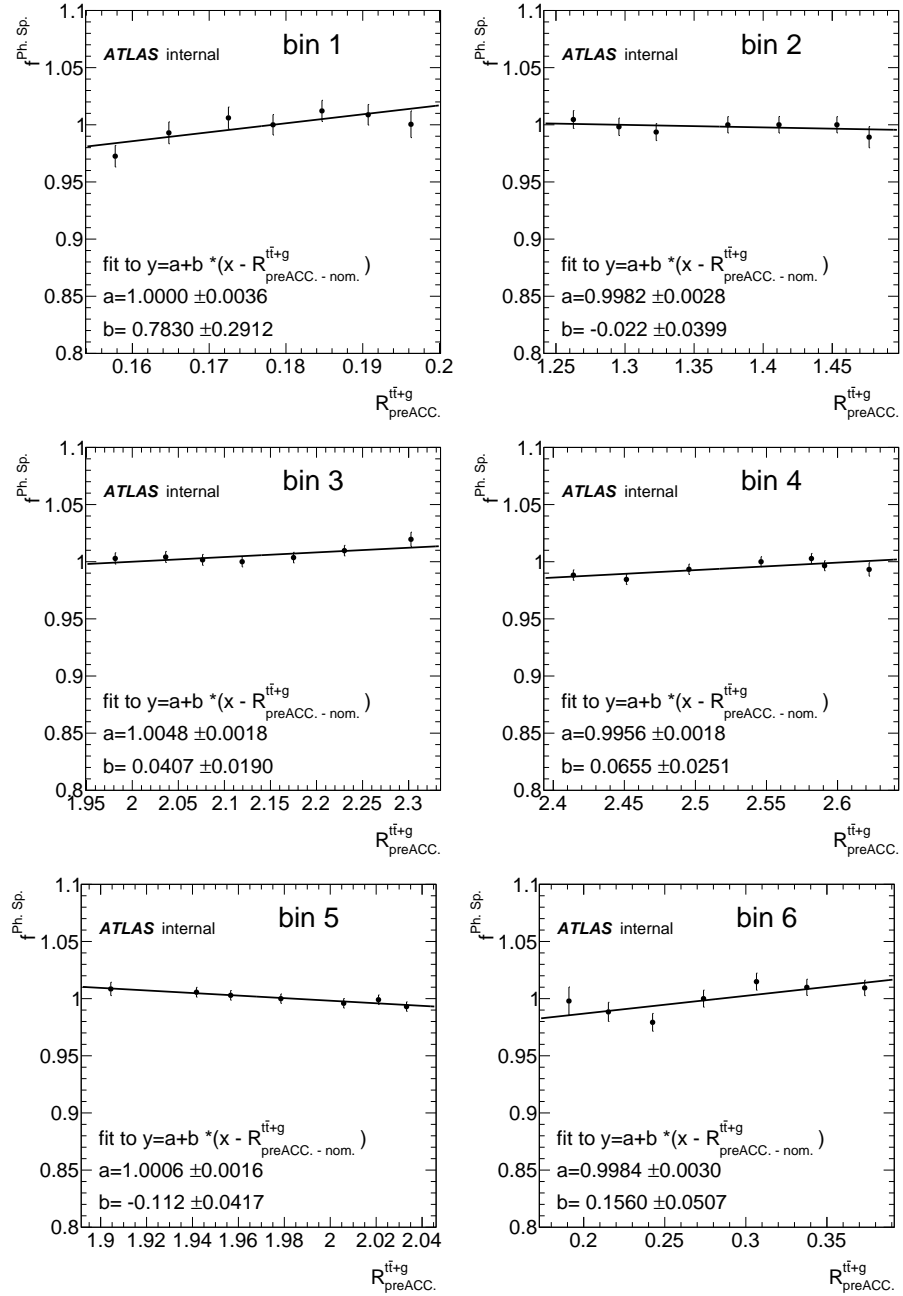 f^Ph. Sp.
1.1
1.05
1
0.95
0.9
0.85
0.8
ATLAS internal
bin 1
fit to y=a+b *(x - R^tt̄+g_preACC. - nom. )
a=1.0000 ±0.0036
b= 0.7830 ±0.2912
0.16 0.17 0.18 0.19 0.2
R^tt̄+g_preACC.
f^Ph. Sp.
1.1
1.05
1
0.95
0.9
0.85
0.8
ATLAS internal
bin 2
fit to y=a+b *(x - R^tt̄+g_preACC. - nom. )
a=0.9982 ±0.0028
b= -0.022 ±0.0399
1.25 1.3 1.35 1.4 1.45
R^tt̄+g_preACC.
f^Ph. Sp.
1.1
1.05
1
0.95
0.9
0.85
0.8
ATLAS internal
bin 3
fit to y=a+b *(x - R^tt̄+g_preACC. - nom. )
a=1.0048 ±0.0018
b= 0.0407 ±0.0190
1.95 2 2.05 2.1 2.15 2.2 2.25 2.3
R^tt̄+g_preACC.
f^Ph. Sp.
1.1
1.05
1
0.95
0.9
0.85
0.8
ATLAS internal
bin 4
fit to y=a+b *(x - R^tt̄+g_preACC. - nom. )
a=0.9956 ±0.0018
b= 0.0655 ±0.0251
2.4 2.45 2.5 2.55 2.6
R^tt̄+g_preACC.
f^Ph. Sp.
1.1
1.05
1
0.95
0.9
0.85
0.8
ATLAS internal
bin 5
fit to y=a+b *(x - R^tt̄+g_preACC. - nom. )
a=1.0006 ±0.0016
b= -0.112 ±0.0417
1.9 1.92 1.94 1.96 1.98 2 2.02 2.04
R^tt̄+g_preACC.
f^Ph. Sp.
1.1
1.05
1
0.95
0.9
0.85
0.8
ATLAS internal
bin 6
fit to y=a+b *(x - R^tt̄+g_preACC. - nom. )
a=0.9984 ±0.0030
b= 0.1560 ±0.0507
0.2 0.25 0.3 0.35
R^tt̄+g_preACC.